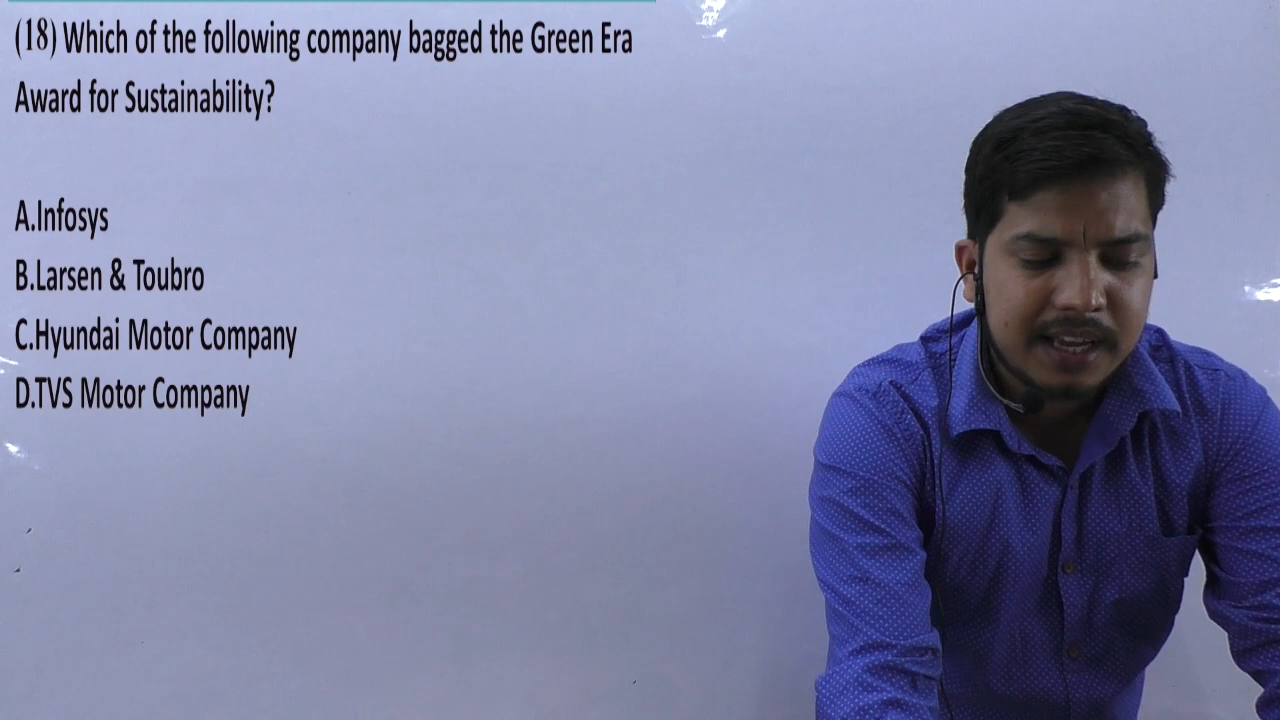 (18) Which of the following company bagged the Green Era
Award for Sustainability?
A.Infosys
B.Larsen & Toubro
C.Hyundai Motor Company
D.TVS Motor Company